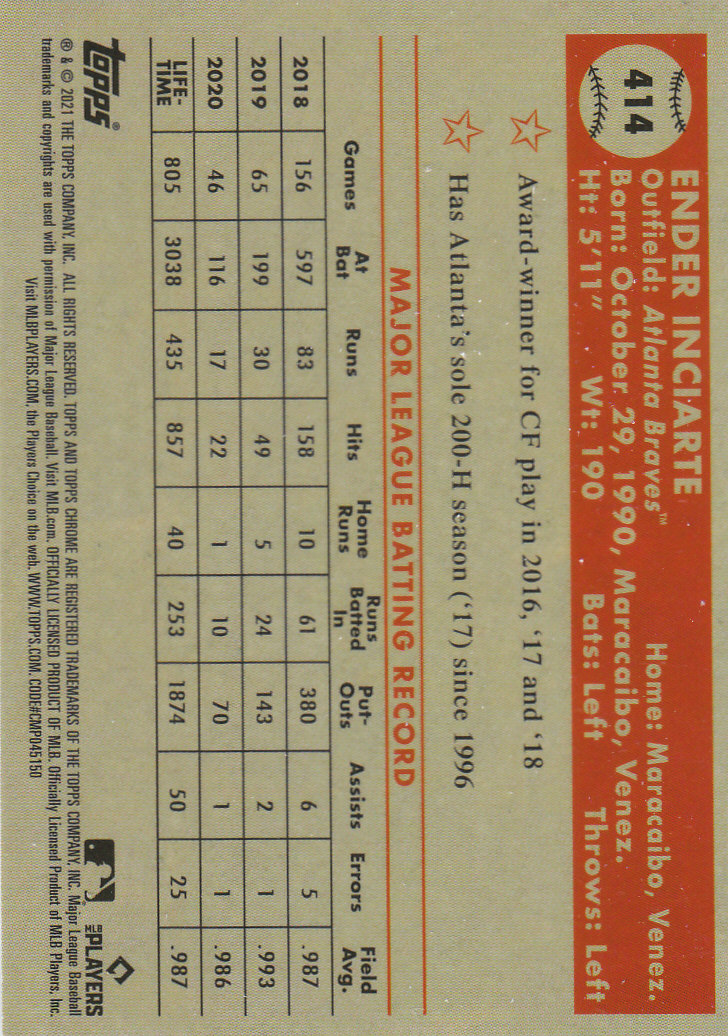 414
ENDER INCIARTE
Outfield: Atlanta Braves™ Home: Maracaibo, Venez.
Born: October 29, 1990, Maracaibo, Venez.
Ht: 5'11" Wt: 190 Bats: Left Throws: Left
Award-winner for CF play in 2016, '17 and '18
Has Atlanta's sole 200-H season ('17) since 1996
MAJOR LEAGUE BATTING RECORD
Games At Bat Runs Hits Home Runs Runs Batted In Put-Outs Assists Errors Field Avg.
2018 156 597 83 158 10 61 380 6 5 .987
2019 65 199 30 49 5 24 143 2 1 .993
2020 46 116 17 22 1 10 70 1 1 .986
LIFE-TIME 805 3038 435 857 40 253 1874 50 25 .987
topps®
MLB PLAYERS
® & © 2021 THE TOPPS COMPANY, INC. ALL RIGHTS RESERVED. TOPPS AND TOPPS CHROME ARE REGISTERED TRADEMARKS OF THE TOPPS COMPANY, INC. Major League Baseball
trademarks and copyrights are used with permission of Major League Baseball. Visit MLB.com. OFFICIALLY LICENSED PRODUCT OF MLB. Officially Licensed Product of MLB Players, Inc.
Visit MLBPLAYERS.COM, the Players Choice on the web. WWW.TOPPS.COM. CODE#CMP045150